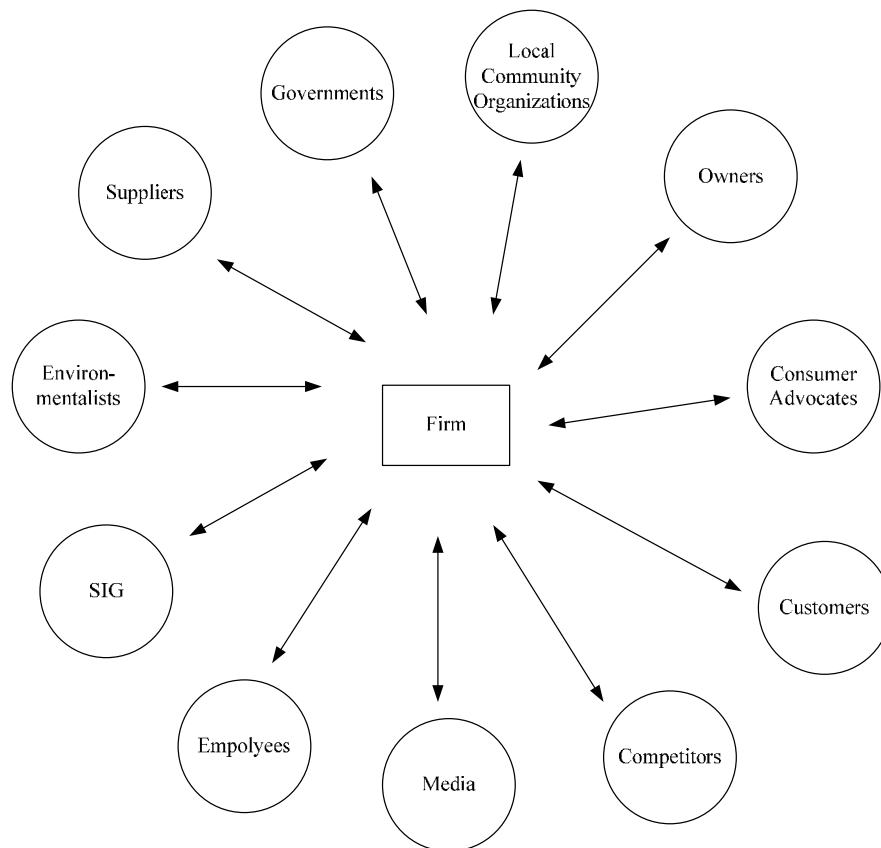 Local
Community
Organizations
Governments
Owners
Suppliers
Environ-
mentalists
Consumer
Advocates
Firm
SIG
Customers
Empolyees
Media
Competitors